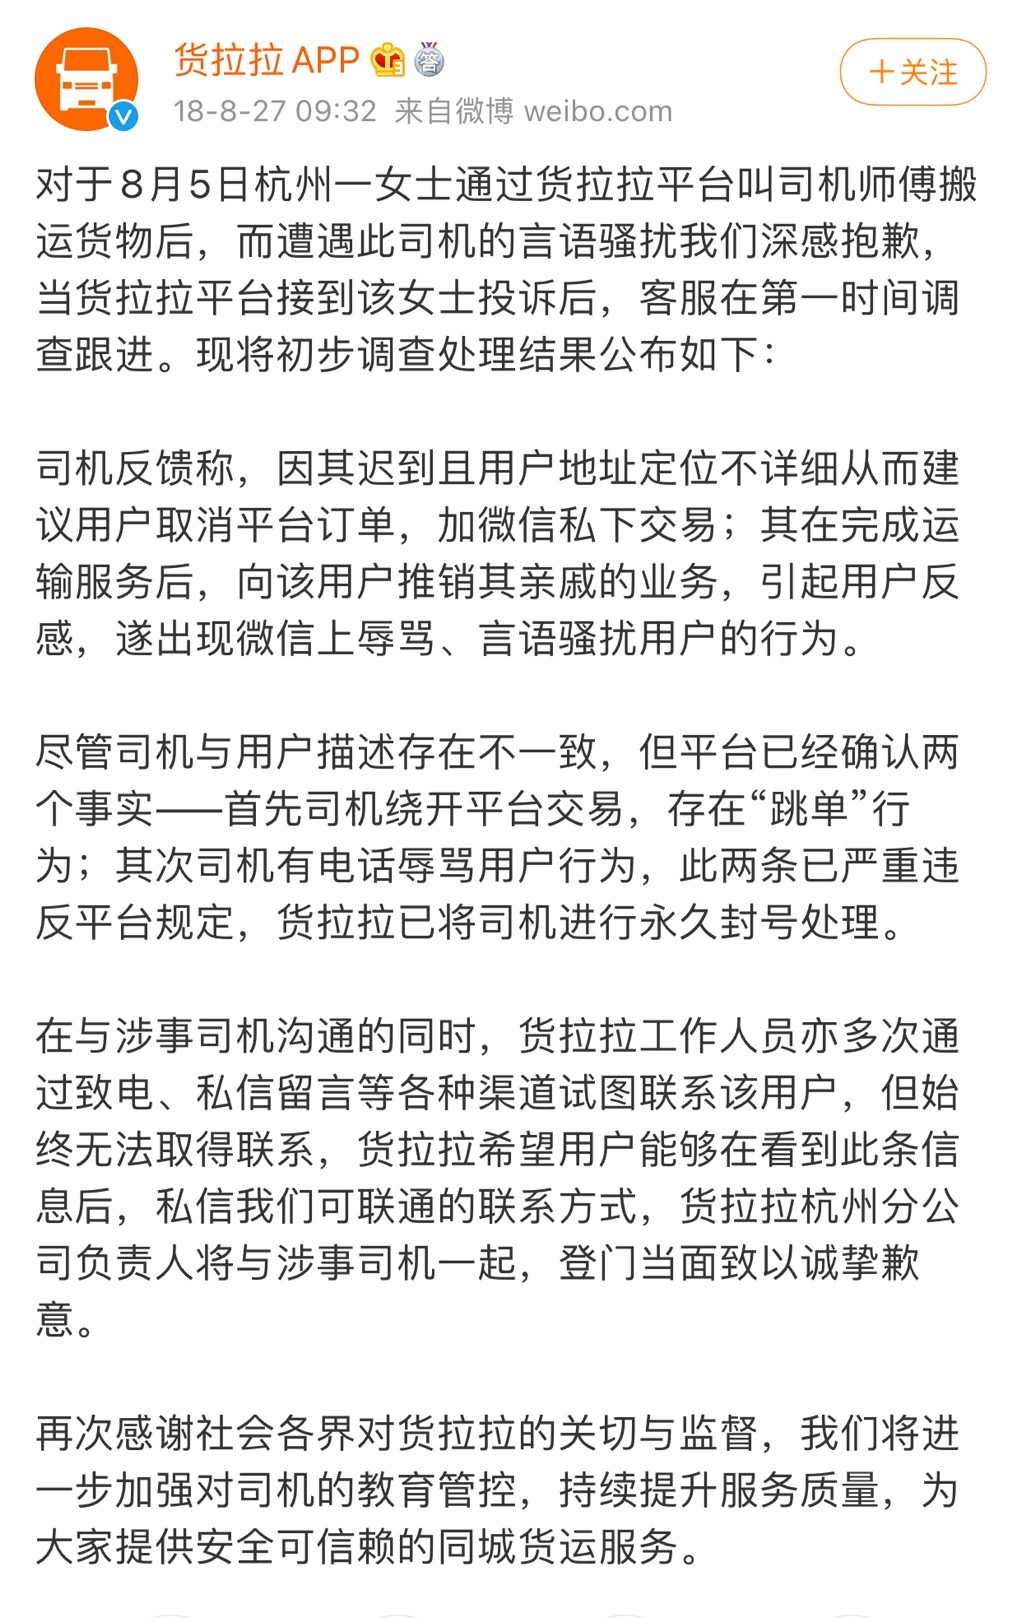 货拉拉APP 答
+关注
18-8-27 09:32 来自微博 weibo.com
对于8月5日杭州一女士通过货拉拉平台叫司机师傅搬
运货物后，而遭遇此司机的言语骚扰我们深感抱歉，
当货拉拉平台接到该女士投诉后，客服在第一时间调
查跟进。现将初步调查处理结果公布如下：
司机反馈称，因其迟到且用户地址定位不详细从而建
议用户取消平台订单，加微信私下交易；其在完成运
输服务后，向该用户推销其亲戚的业务，引起用户反
感，遂出现微信上辱骂、言语骚扰用户的行为。
尽管司机与用户描述存在不一致，但平台已经确认两
个事实——首先司机绕开平台交易，存在“跳单”行
为；其次司机有电话辱骂用户行为，此两条已严重违
反平台规定，货拉拉已将司机进行永久封号处理。
在与涉事司机沟通的同时，货拉拉工作人员亦多次通
过致电、私信留言等各种渠道试图联系该用户，但始
终无法取得联系，货拉拉希望用户能够在看到此条信
息后，私信我们可联通的联系方式，货拉拉杭州分公
司负责人将与涉事司机一起，登门当面致以诚挚歉
意。
再次感谢社会各界对货拉拉的关切与监督，我们将进
一步加强对司机的教育管控，持续提升服务质量，为
大家提供安全可信赖的同城货运服务。